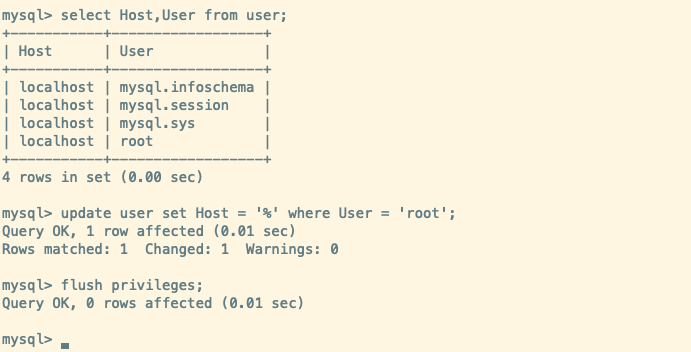 mysql> select Host,User from user;
+-----------+------------------+
| Host      | User             |
+-----------+------------------+
| localhost | mysql.infoschema |
| localhost | mysql.session    |
| localhost | mysql.sys        |
| localhost | root             |
+-----------+------------------+
4 rows in set (0.00 sec)
mysql> update user set Host = '%' where User = 'root';
Query OK, 1 row affected (0.01 sec)
Rows matched: 1  Changed: 1  Warnings: 0
mysql> flush privileges;
Query OK, 0 rows affected (0.01 sec)
mysql>